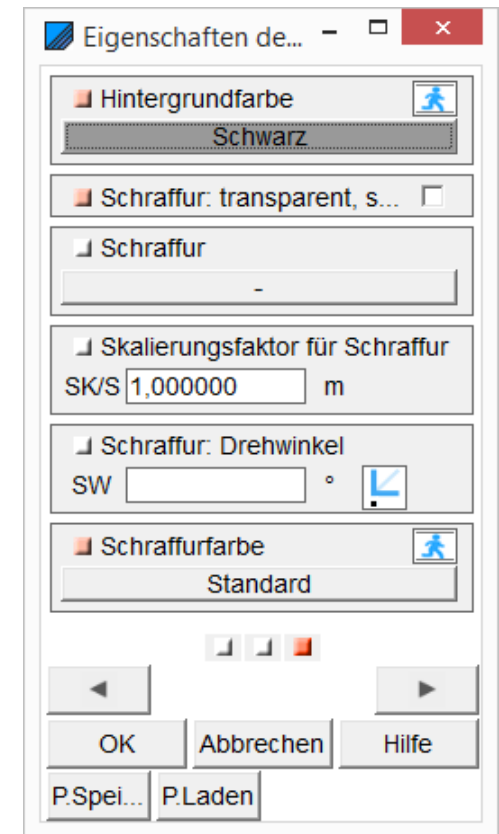 Eigenschaften de...
Hintergrundfarbe
Schwarz
Schraffur: transparent, s...
Schraffur
-
Skalierungsfaktor für Schraffur
SK/S 1,000000 m
Schraffur: Drehwinkel
SW °
Schraffurfarbe
Standard
OK Abbrechen Hilfe
P.Spei... P.Laden